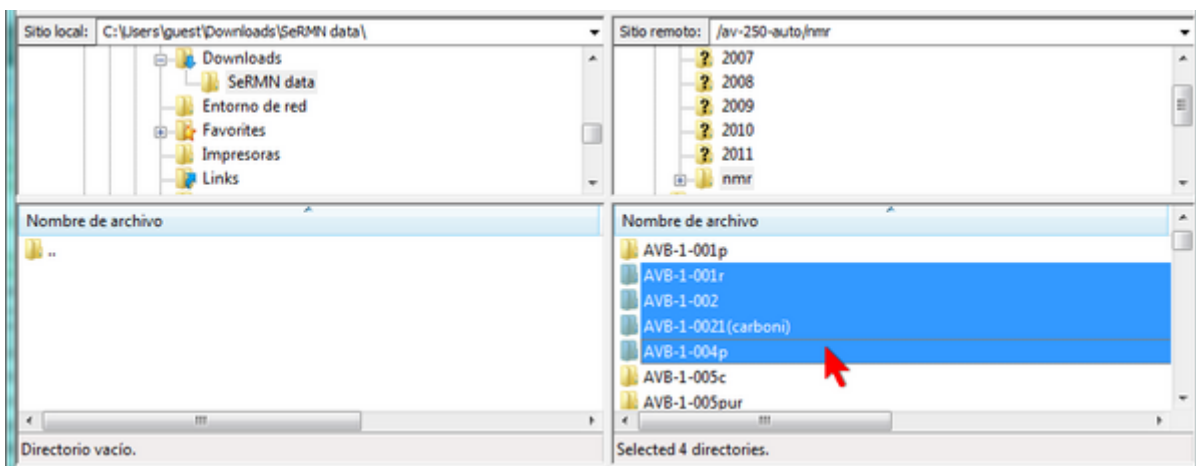 Sitio local: C:\Users\guest\Downloads\SeRMN data\
Downloads
SeRMN data
Entorno de red
Favorites
Impresoras
Links
Nombre de archivo
..
Directorio vacío.
Sitio remoto: /av-250-auto/nmr
2007
2008
2009
2010
2011
nmr
Nombre de archivo
AVB-1-001p
AVB-1-001r
AVB-1-002
AVB-1-0021(carboni)
AVB-1-004p
AVB-1-005c
AVB-1-005pur
Selected 4 directories.